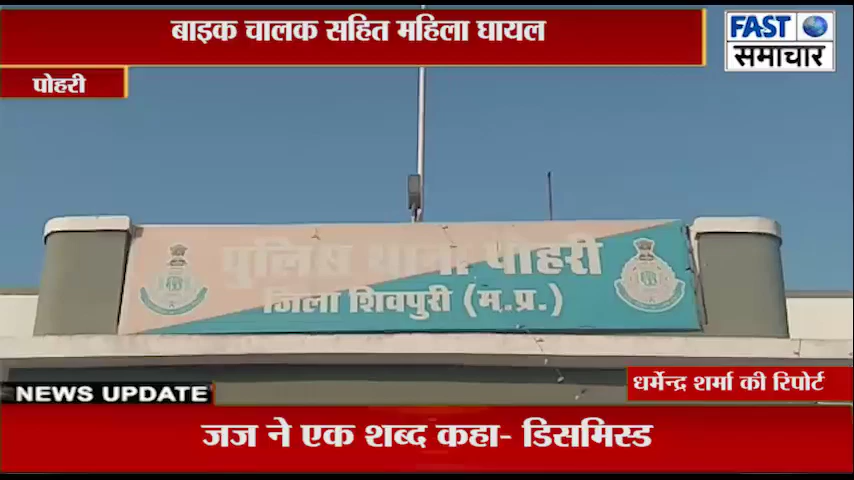 बाइक चालक सहित महिला घायल
FAST
समाचार
पोहरी
पुलिस थाना पोहरी
जिला शिवपुरी (म.प्र.)
धर्मेन्द्र शर्मा की रिपोर्ट
NEWS UPDATE
जज ने एक शब्द कहा- डिसमिस्ड